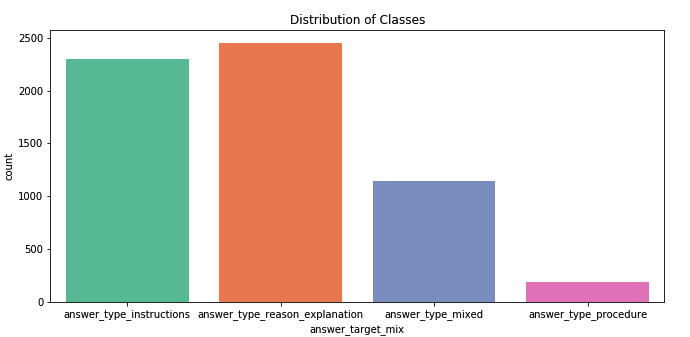 Distribution of Classes
2500
2000
1500
1000
500
0
count
answer_type_instructions answer_type_reason_explanation answer_type_mixed answer_type_procedure
answer_target_mix